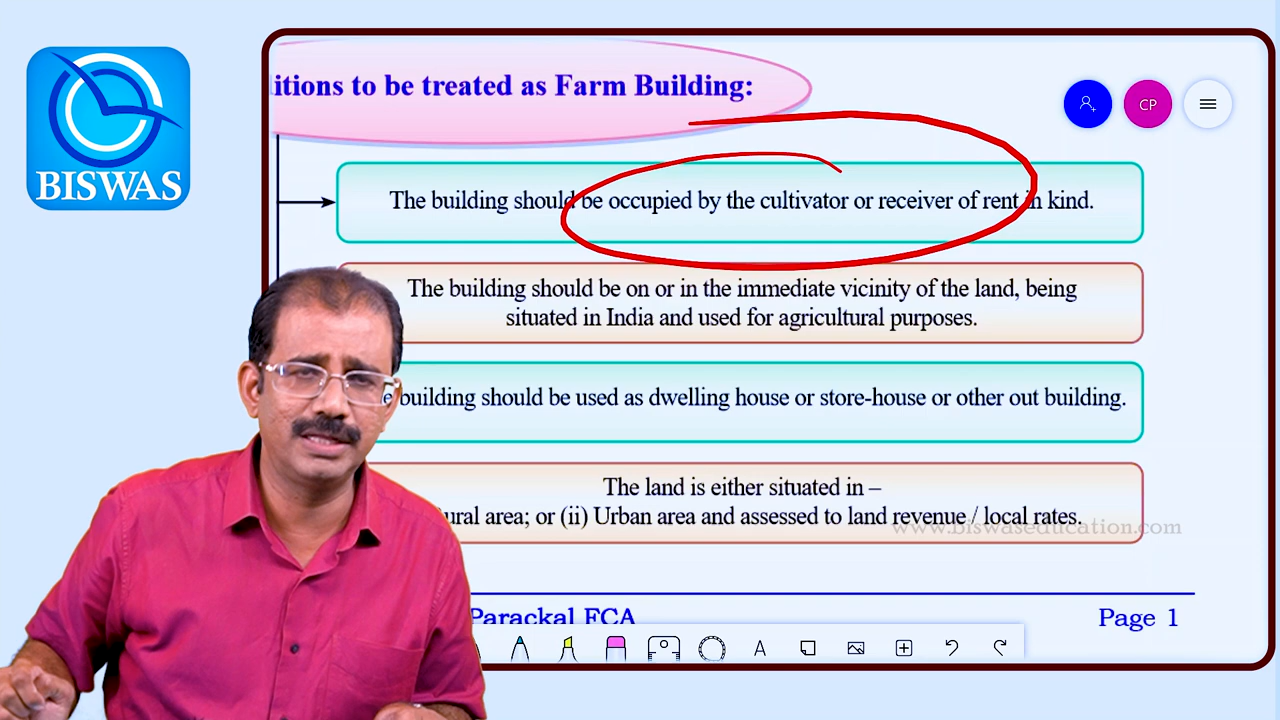 BISWAS
itions to be treated as Farm Building:
CP
The building should be occupied by the cultivator or receiver of rent in kind.
The building should be on or in the immediate vicinity of the land, being
situated in India and used for agricultural purposes.
building should be used as dwelling house or store-house or other out building.
The land is either situated in –
ural area; or (ii) Urban area and assessed to land revenue / local rates.
www.biswaseducation.com
Parackal FCA
Page 1
A